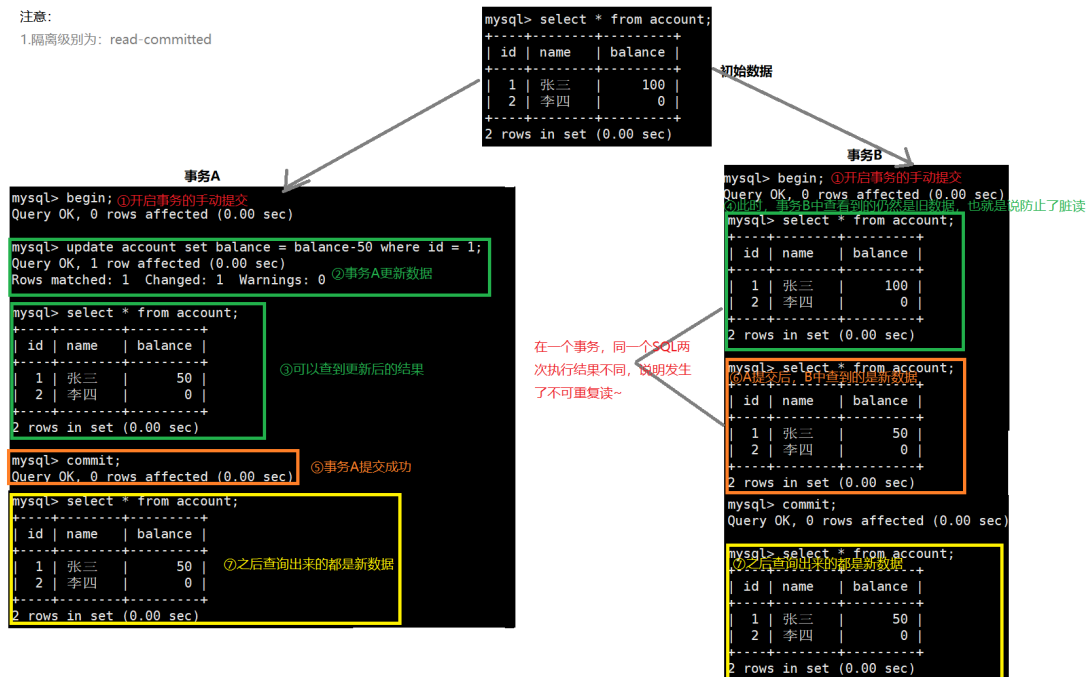 注意：
1.隔离级别为：read-committed
mysql> select * from account;
+----+--------+---------+
| id | name   | balance |
+----+--------+---------+
|  1 | 张三   |     100 |
|  2 | 李四   |       0 |
+----+--------+---------+
2 rows in set (0.00 sec)
初始数据
事务A
mysql> begin; ①开启事务的手动提交
Query OK, 0 rows affected (0.00 sec)
mysql> update account set balance = balance-50 where id = 1;
Query OK, 1 row affected (0.00 sec)
Rows matched: 1  Changed: 1  Warnings: 0 ②事务A更新数据
mysql> select * from account;
+----+--------+---------+
| id | name   | balance |
+----+--------+---------+
|  1 | 张三   |      50 |
|  2 | 李四   |       0 |
+----+--------+---------+
2 rows in set (0.00 sec)
③可以查到更新后的结果
mysql> commit;
Query OK, 0 rows affected (0.00 sec)
⑤事务A提交成功
mysql> select * from account;
+----+--------+---------+
| id | name   | balance |
+----+--------+---------+
|  1 | 张三   |      50 |
|  2 | 李四   |       0 |
+----+--------+---------+
2 rows in set (0.00 sec)
⑦之后查询出来的都是新数据
在一个事务，同一个SQL两
次执行结果不同，说明发生
了不可重复读~
事务B
mysql> begin; ①开启事务的手动提交
Query OK, 0 rows affected (0.00 sec)
④此时，事务B中查看到的仍然是旧数据，也就是说防止了脏读
mysql> select * from account;
+----+--------+---------+
| id | name   | balance |
+----+--------+---------+
|  1 | 张三   |     100 |
|  2 | 李四   |       0 |
+----+--------+---------+
2 rows in set (0.00 sec)
mysql> select * from account;
⑥A提交后，B中查到的是新数据
+----+--------+---------+
| id | name   | balance |
+----+--------+---------+
|  1 | 张三   |      50 |
|  2 | 李四   |       0 |
+----+--------+---------+
2 rows in set (0.00 sec)
mysql> commit;
Query OK, 0 rows affected (0.00 sec)
mysql> select * from account;
⑦之后查询出来的都是新数据
+----+--------+---------+
| id | name   | balance |
+----+--------+---------+
|  1 | 张三   |      50 |
|  2 | 李四   |       0 |
+----+--------+---------+
2 rows in set (0.00 sec)